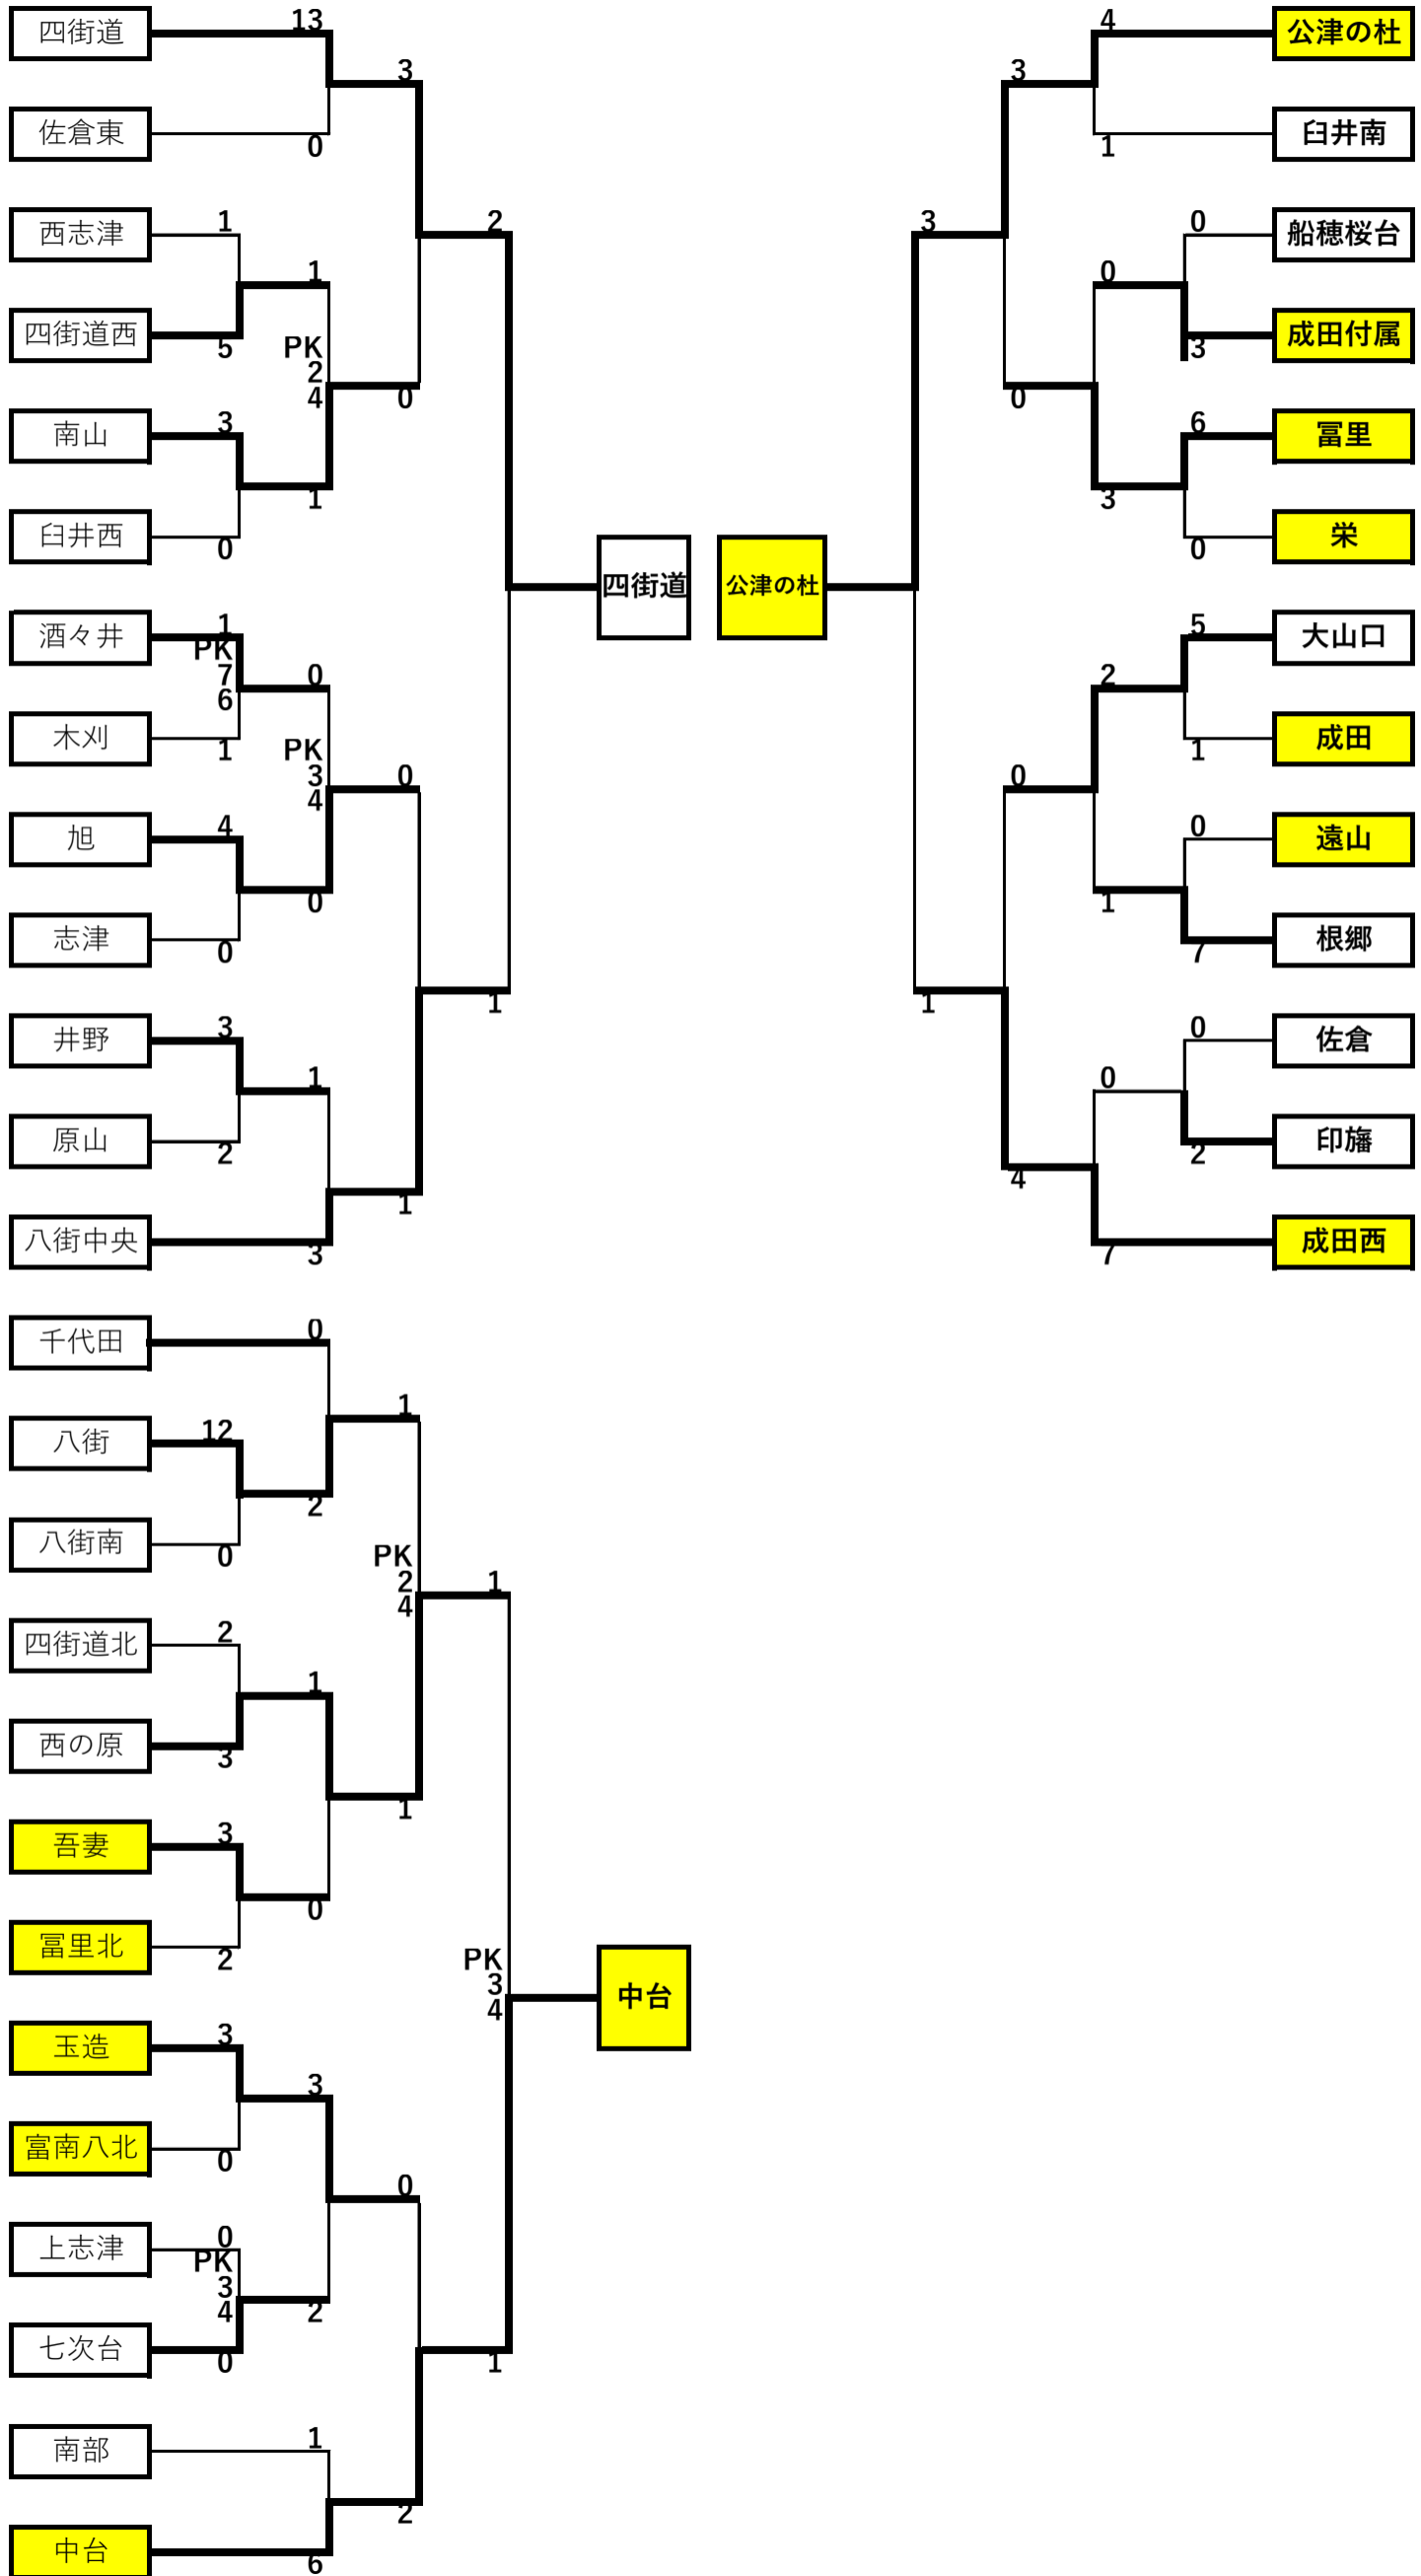 四街道
13
3
佐倉東
0
西志津
1
2
四街道西
5
1
PK
2
4
0
南山
3
臼井西
0
1
酒々井
1
PK
7
6
0
木刈
1
PK
3
4
0
旭
4
志津
0
0
1
井野
3
1
原山
2
1
八街中央
3
四街道
公津の杜
4
公津の杜
3
1
臼井南
3
0
船穂桜台
0
3
成田付属
0
6
冨里
3
0
栄
5
大山口
2
1
成田
0
0
遠山
1
7
根郷
1
0
佐倉
0
2
印旛
4
7
成田西
千代田
0
1
八街
12
2
八街南
0
PK
2
4
1
四街道北
2
1
西の原
3
1
吾妻
3
0
冨里北
2
PK
3
4
中台
玉造
3
3
富南八北
0
0
上志津
0
PK
3
4
2
七次台
0
1
南部
1
2
中台
6